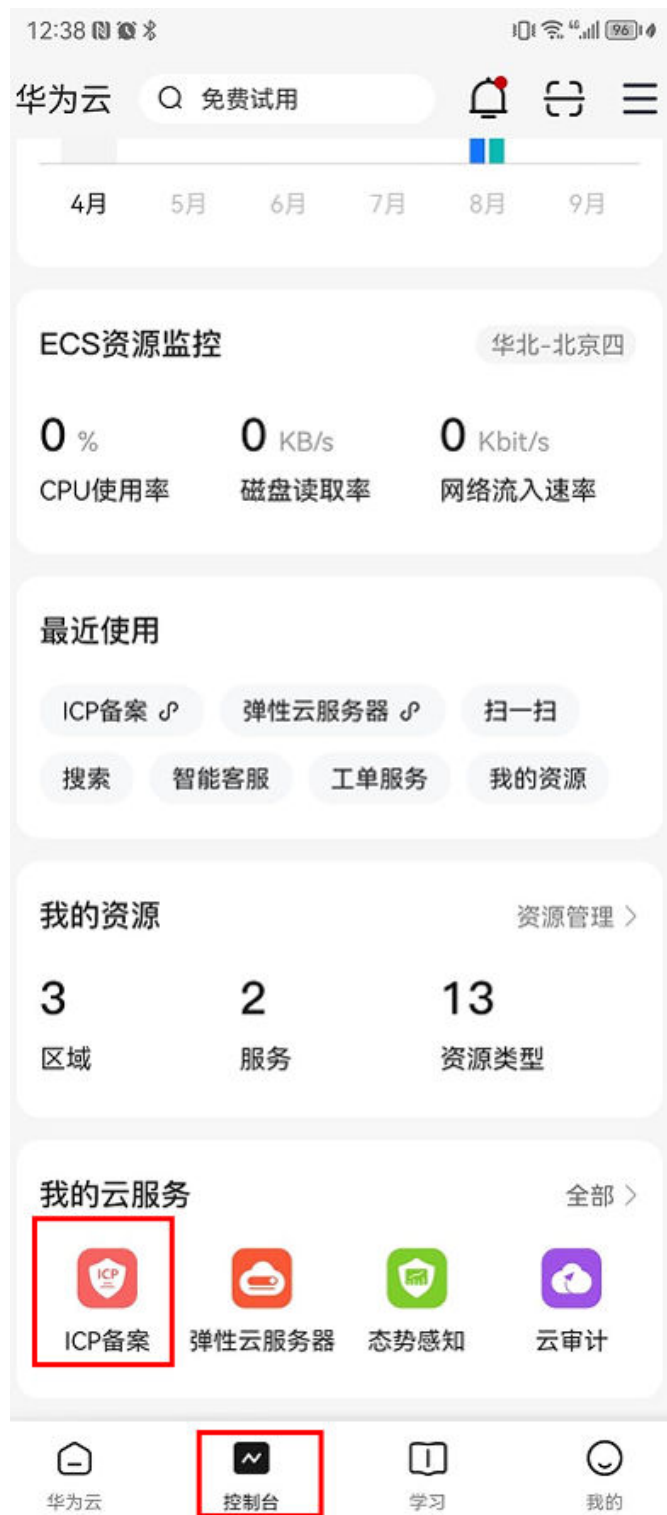 12:38 96
华为云 免费试用
4月 5月 6月 7月 8月 9月
ECS资源监控 华北-北京四
0 % 0 KB/s 0 Kbit/s
CPU使用率 磁盘读取率 网络流入速率
最近使用
ICP备案 弹性云服务器 扫一扫
搜索 智能客服 工单服务 我的资源
我的资源 资源管理
3 2 13
区域 服务 资源类型
我的云服务 全部
ICP
ICP备案 弹性云服务器 态势感知 云审计
华为云 控制台 学习 我的